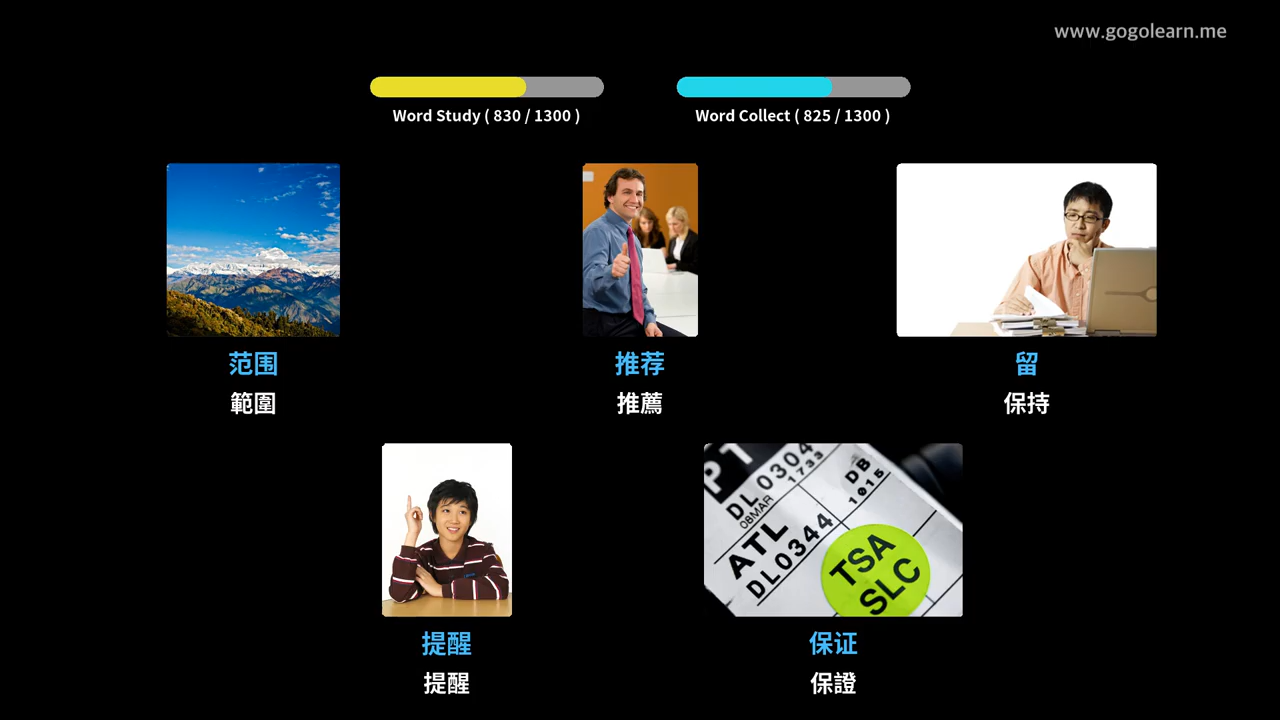 www.gogolearn.me
Word Study ( 830 / 1300 )
Word Collect ( 825 / 1300 )
范围
範圍
推荐
推薦
留
保持
P1
DL 0304
1733
08MAR
ATL
DL0344
DB
1015
TSA
SLC
提醒
提醒
保证
保證